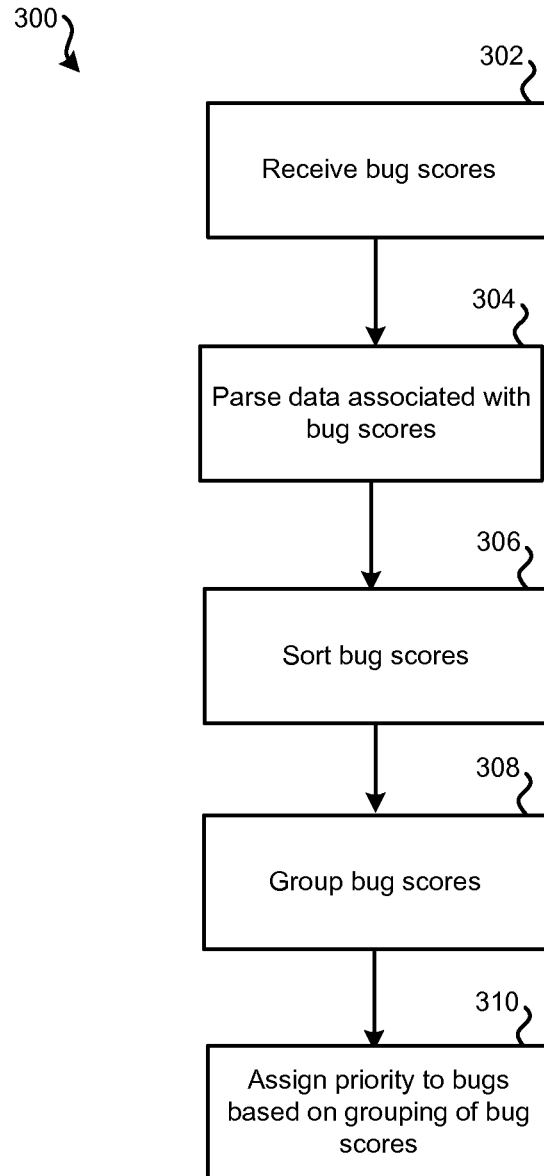 300
302
Receive bug scores
304
Parse data associated with
bug scores
306
Sort bug scores
308
Group bug scores
310
Assign priority to bugs
based on grouping of bug
scores